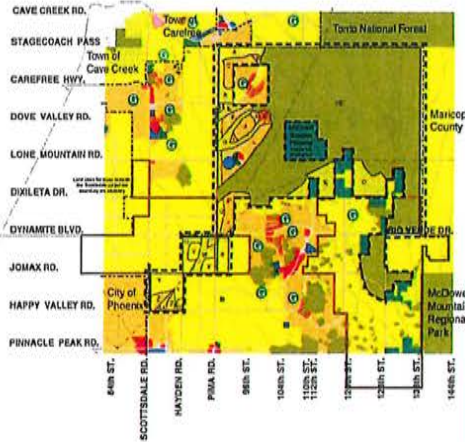 CAVE CREEK RD.
STAGECOACH PASS
CAREFREE HWY.
DOVE VALLEY RD.
LONE MOUNTAIN RD.
DIXILETA DR.
DYNAMITE BLVD.
JOMAX RD.
HAPPY VALLEY RD.
PINNACLE PEAK RD.
Town of
Carefree
Town of
Cave Creek
Tonto National Forest
Maricopa
County
RIO VERDE DR.
City of
Phoenix
McDowell
Mountain
Regional
Park
G
G
G
G
G
G
G
G
G
G
G
G
64th ST.
SCOTTSDALE RD.
HAYDEN RD.
PIMA RD.
96th ST.
104th ST.
110th ST.
112th ST.
120th ST.
128th ST.
136th ST.
144th ST.